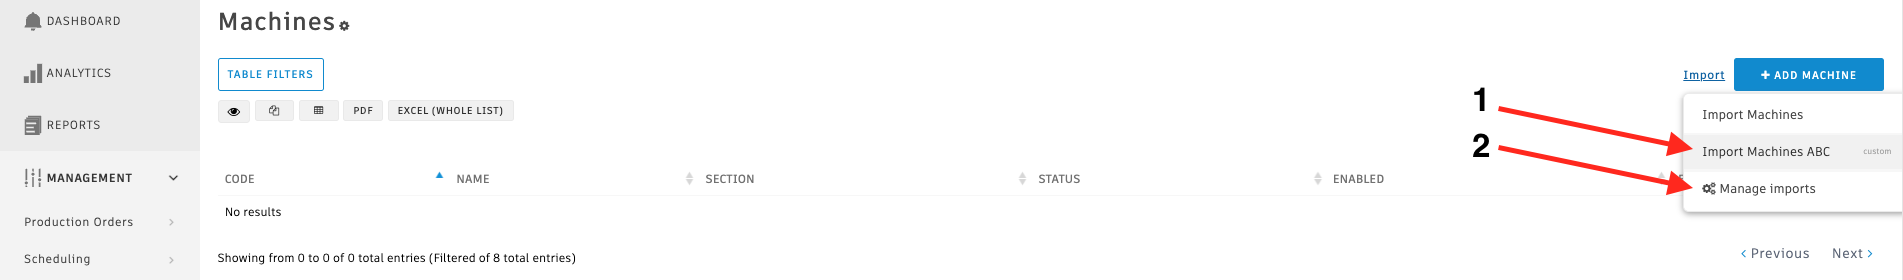 DASHBOARD
ANALYTICS
REPORTS
MANAGEMENT
Production Orders
Scheduling
Machines
TABLE FILTERS
Import
+ ADD MACHINE
PDF
EXCEL (WHOLE LIST)
1
2
Import Machines
Import Machines ABC custom
Manage imports
CODE NAME SECTION STATUS ENABLED
No results
Showing from 0 to 0 of 0 total entries (Filtered of 8 total entries)
Previous Next